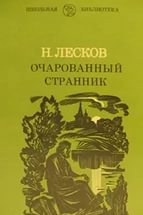 ШКОЛЬНАЯ БИБЛИОТЕКА
Н. ЛЕСКОВ
ОЧАРОВАННЫЙ
СТРАННИК